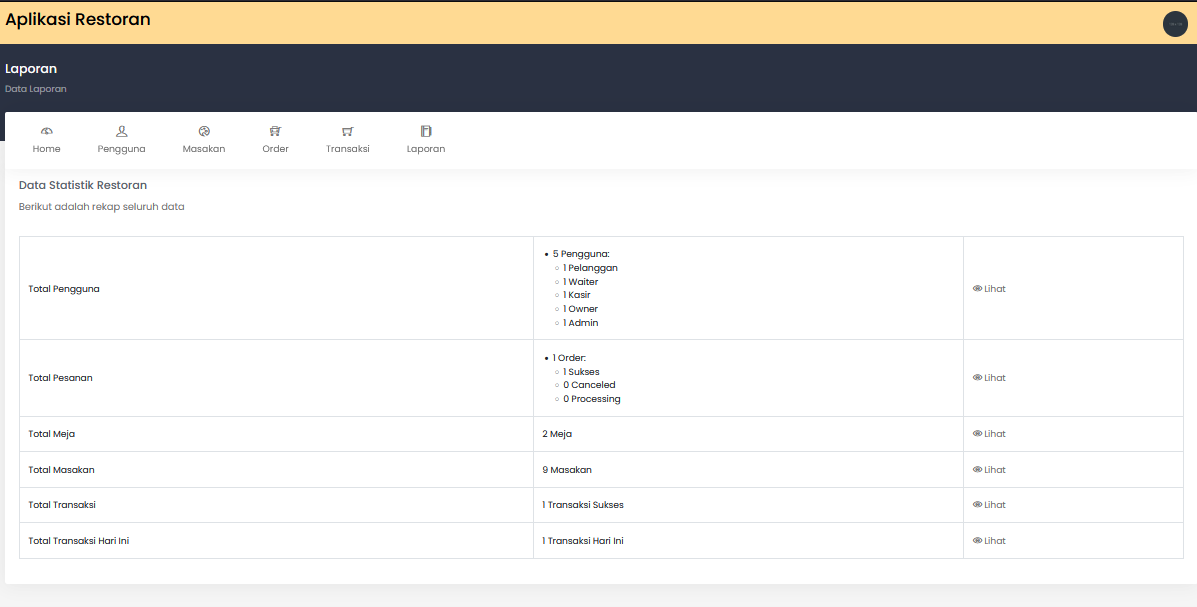 Aplikasi Restoran
Laporan
Data Laporan
Home Pengguna Masakan Order Transaksi Laporan
Data Statistik Restoran
Berikut adalah rekap seluruh data
Total Pengguna
• 5 Pengguna:
◦ 1 Pelanggan
◦ 1 Waiter
◦ 1 Kasir
◦ 1 Owner
◦ 1 Admin
Lihat
Total Pesanan
• 1 Order:
◦ 1 Sukses
◦ 0 Canceled
◦ 0 Processing
Lihat
Total Meja 2 Meja Lihat
Total Masakan 9 Masakan Lihat
Total Transaksi 1 Transaksi Sukses Lihat
Total Transaksi Hari Ini 1 Transaksi Hari Ini Lihat